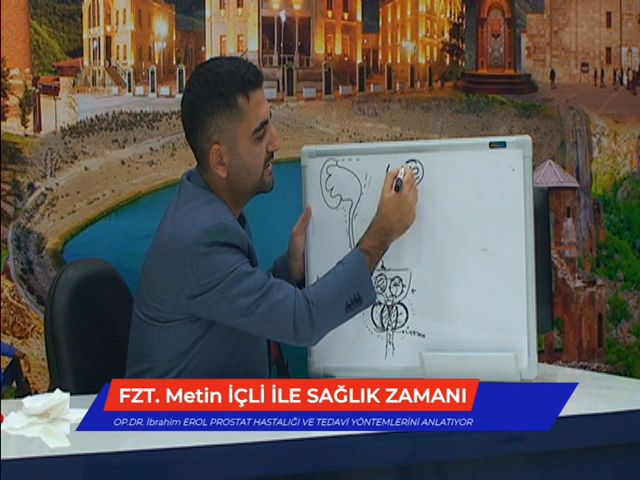 FZT. Metin İÇLİ İLE SAĞLIK ZAMANI
OP.DR. İbrahim EROL PROSTAT HASTALIĞI VE TEDAVİ YÖNTEMLERİNİ ANLATIYOR